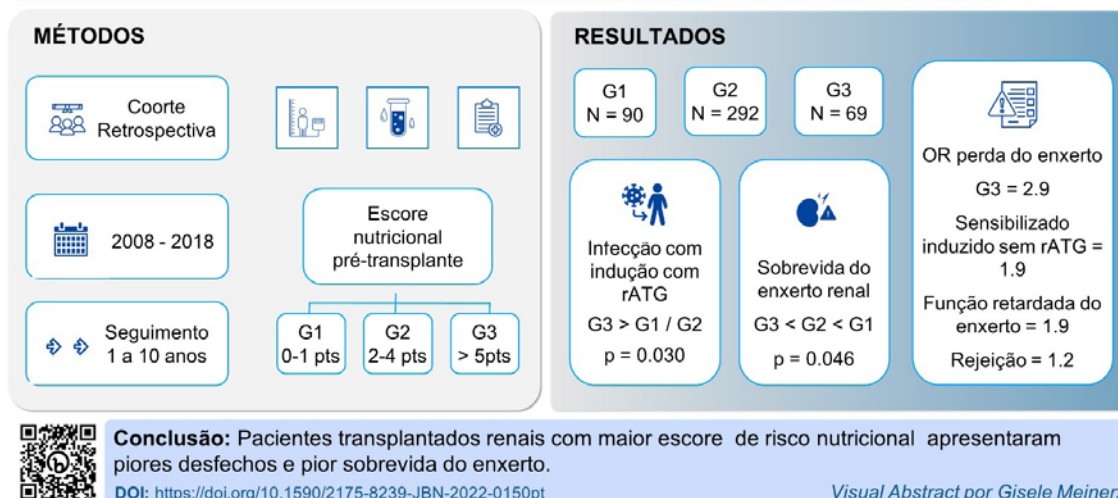 MÉTODOS
Coorte
Retrospectiva
2008 - 2018
Seguimento
1 a 10 anos
Escore
nutricional
pré-transplante
G1
0-1 pts
G2
2-4 pts
G3
> 5pts
RESULTADOS
G1
N = 90
G2
N = 292
G3
N = 69
Infecção com
indução com
rATG
G3 > G1 / G2
p = 0.030
Sobrevida do
enxerto renal
G3 < G2 < G1
p = 0.046
OR perda do enxerto
G3 = 2.9
Sensibilizado
induzido sem rATG =
1.9
Função retardada do
enxerto = 1.9
Rejeição = 1.2
Conclusão: Pacientes transplantados renais com maior escore de risco nutricional apresentaram
piores desfechos e pior sobrevida do enxerto.
DOI: https://doi.org/10.1590/2175-8239-JBN-2022-0150pt
Visual Abstract por Gisele Meinerz